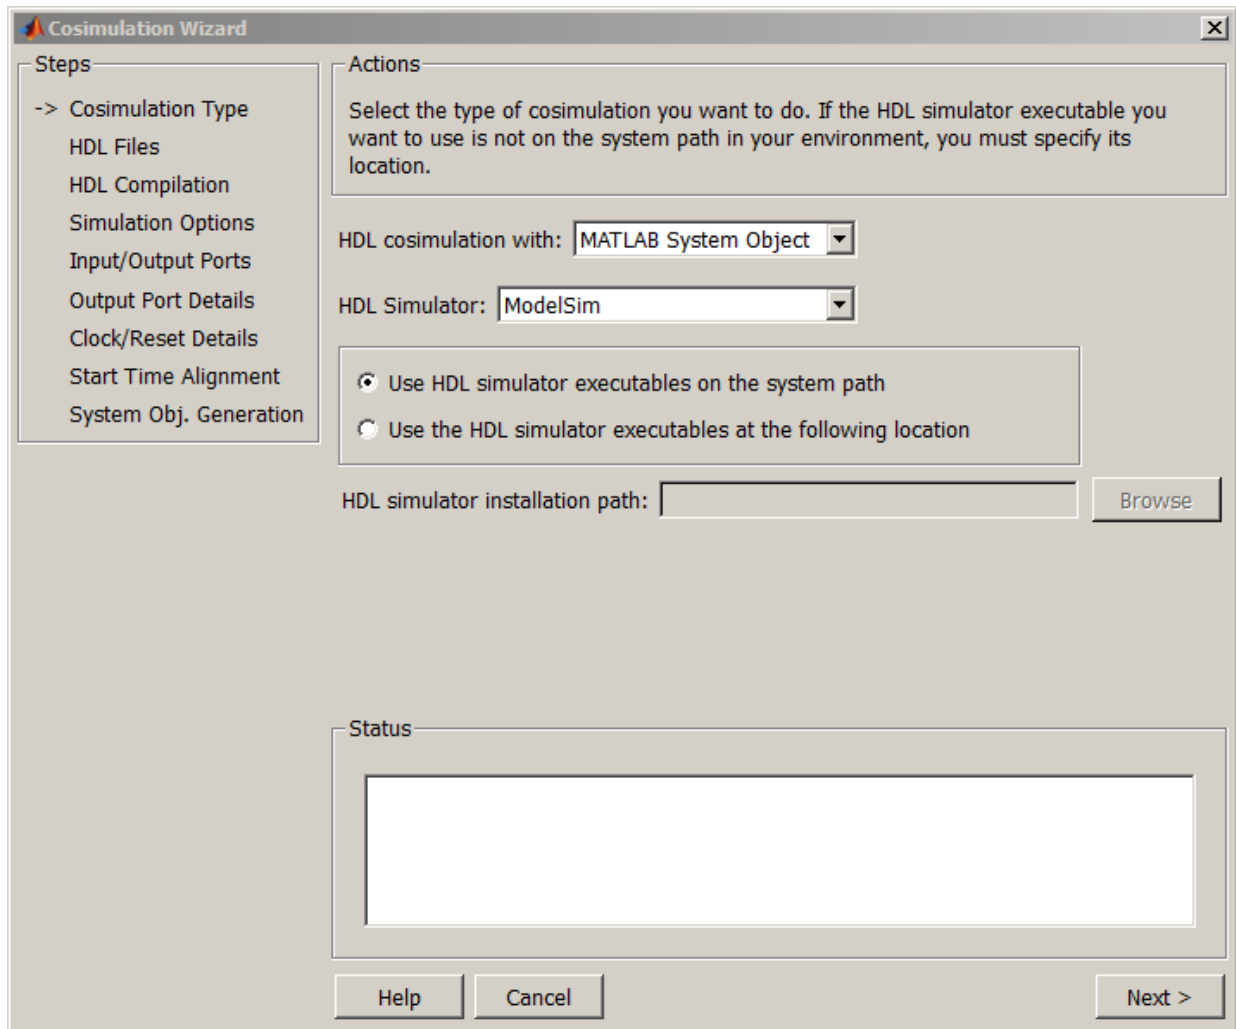 Cosimulation Wizard
Steps
-> Cosimulation Type
HDL Files
HDL Compilation
Simulation Options
Input/Output Ports
Output Port Details
Clock/Reset Details
Start Time Alignment
System Obj. Generation
Actions
Select the type of cosimulation you want to do. If the HDL simulator executable you
want to use is not on the system path in your environment, you must specify its
location.
HDL cosimulation with: MATLAB System Object
HDL Simulator: ModelSim
Use HDL simulator executables on the system path
Use the HDL simulator executables at the following location
HDL simulator installation path: Browse
Status
Help Cancel Next >